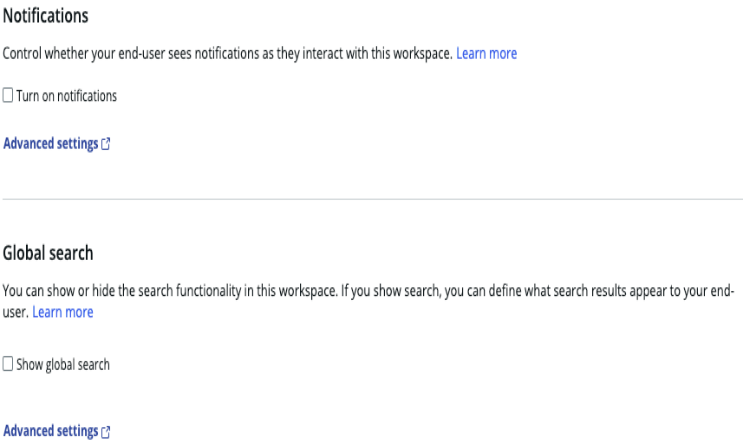 Notifications
Control whether your end-user sees notifications as they interact with this workspace. Learn more
Turn on notifications
Advanced settings
Global search
You can show or hide the search functionality in this workspace. If you show search, you can define what search results appear to your end-
user. Learn more
Show global search
Advanced settings